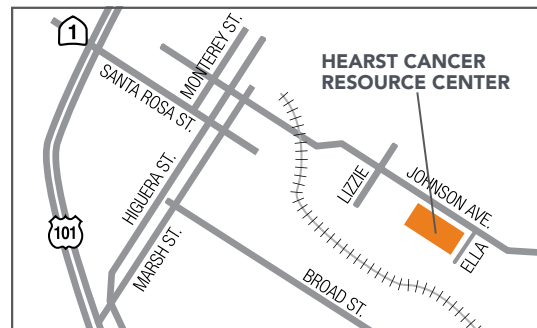 1
MONTEREY ST.
SANTA ROSA ST.
HEARST CANCER
RESOURCE CENTER
HIGUERA ST.
LIZZIE
JOHNSON AVE.
101
MARSH ST.
ELLA
BROAD ST.